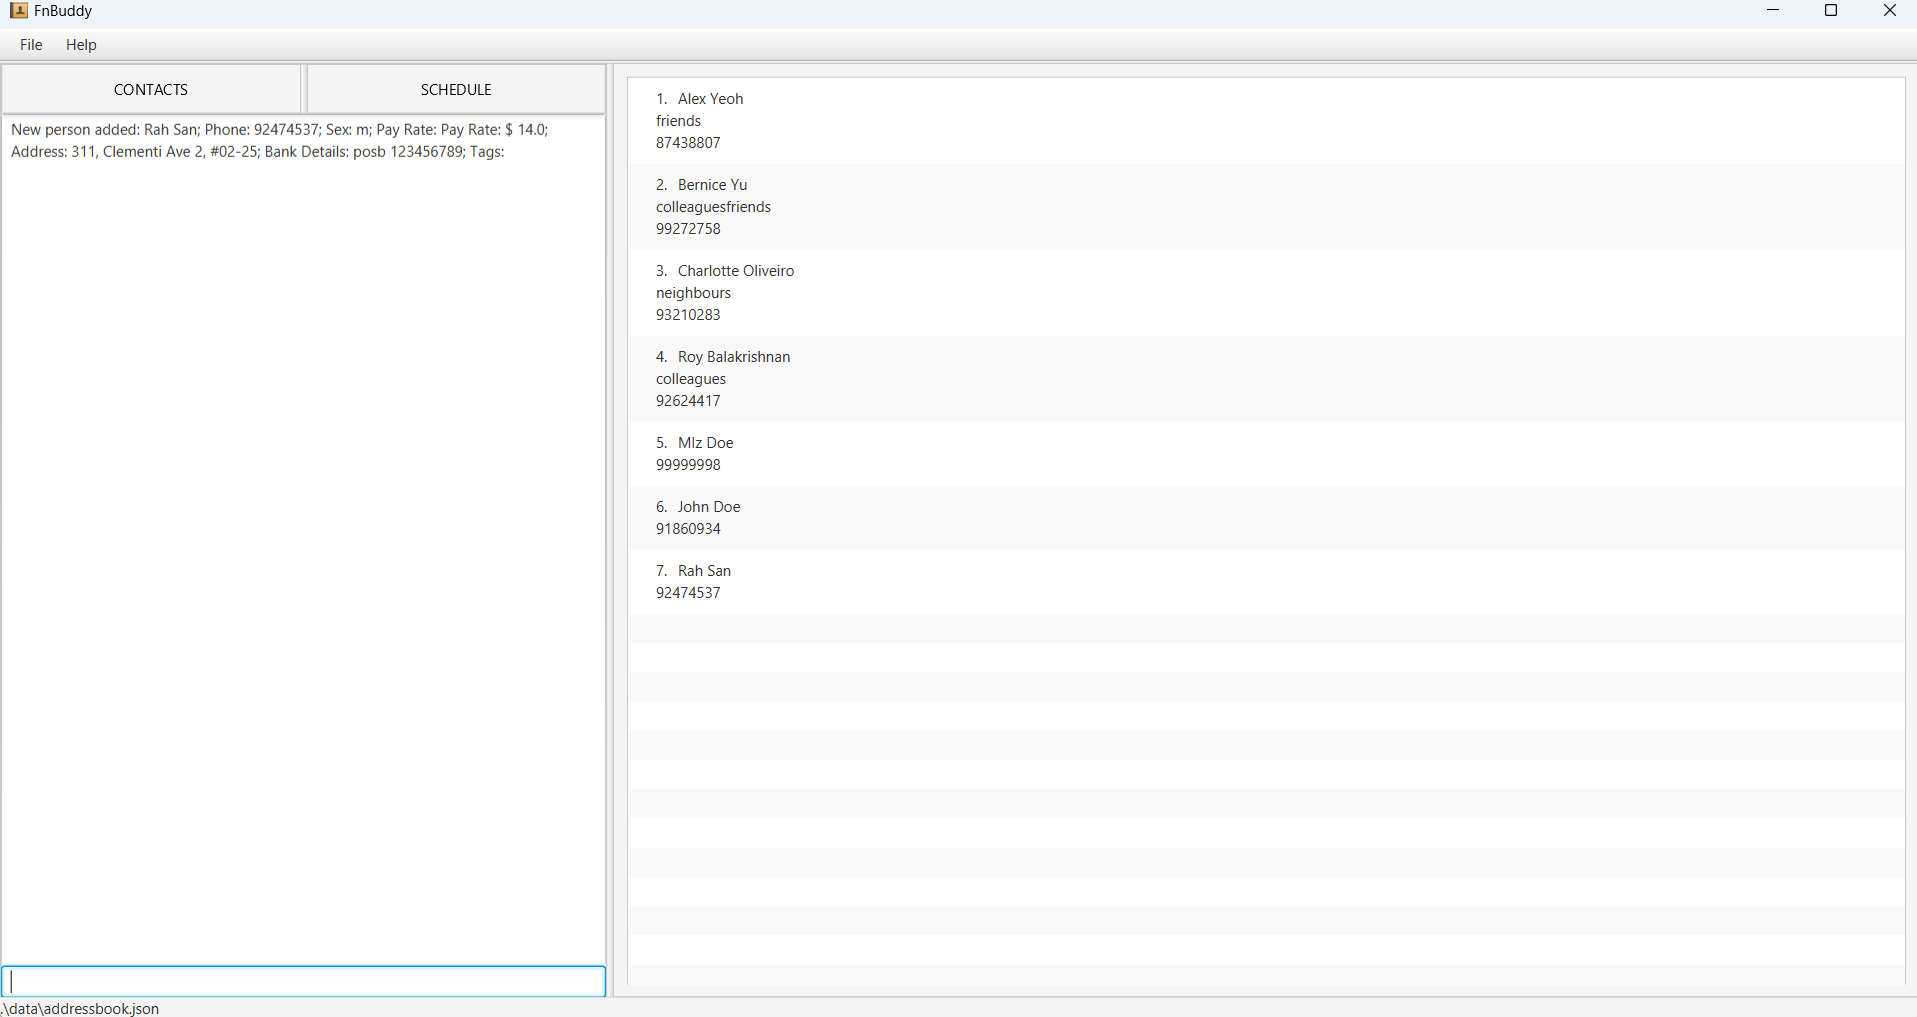 FnBuddy
File Help
CONTACTS SCHEDULE
New person added: Rah San; Phone: 92474537; Sex: m; Pay Rate: Pay Rate: $ 14.0;
Address: 311, Clementi Ave 2, #02-25; Bank Details: posb 123456789; Tags:
1. Alex Yeoh
friends
87438807
2. Bernice Yu
colleaguesfriends
99272758
3. Charlotte Oliveiro
neighbours
93210283
4. Roy Balakrishnan
colleagues
92624417
5. Mlz Doe
99999998
6. John Doe
91860934
7. Rah San
92474537
.\data\addressbook.json